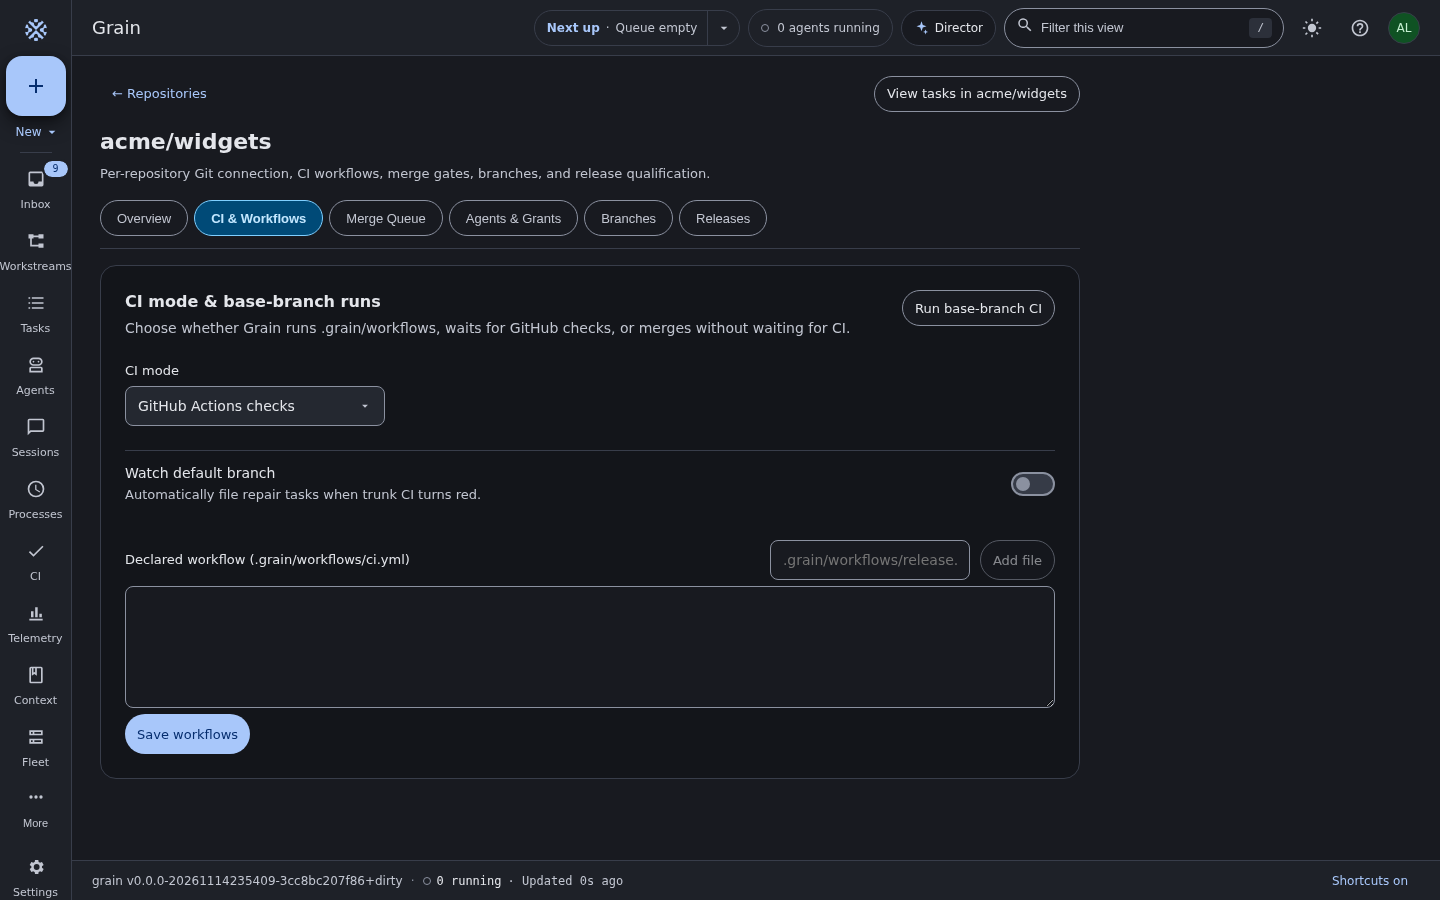 Grain
Next up · Queue empty
0 agents running
Director
Filter this view
/
AL
New
9
Inbox
Workstreams
Tasks
Agents
Sessions
Processes
CI
Telemetry
Context
Fleet
More
Settings
← Repositories
View tasks in acme/widgets
acme/widgets
Per-repository Git connection, CI workflows, merge gates, branches, and release qualification.
Overview
CI & Workflows
Merge Queue
Agents & Grants
Branches
Releases
CI mode & base-branch runs
Choose whether Grain runs .grain/workflows, waits for GitHub checks, or merges without waiting for CI.
Run base-branch CI
CI mode
GitHub Actions checks
Watch default branch
Automatically file repair tasks when trunk CI turns red.
Declared workflow (.grain/workflows/ci.yml)
.grain/workflows/release.
Add file
Save workflows
grain v0.0.0-20261114235409-3cc8bc207f86+dirty · 0 running · Updated 0s ago
Shortcuts on